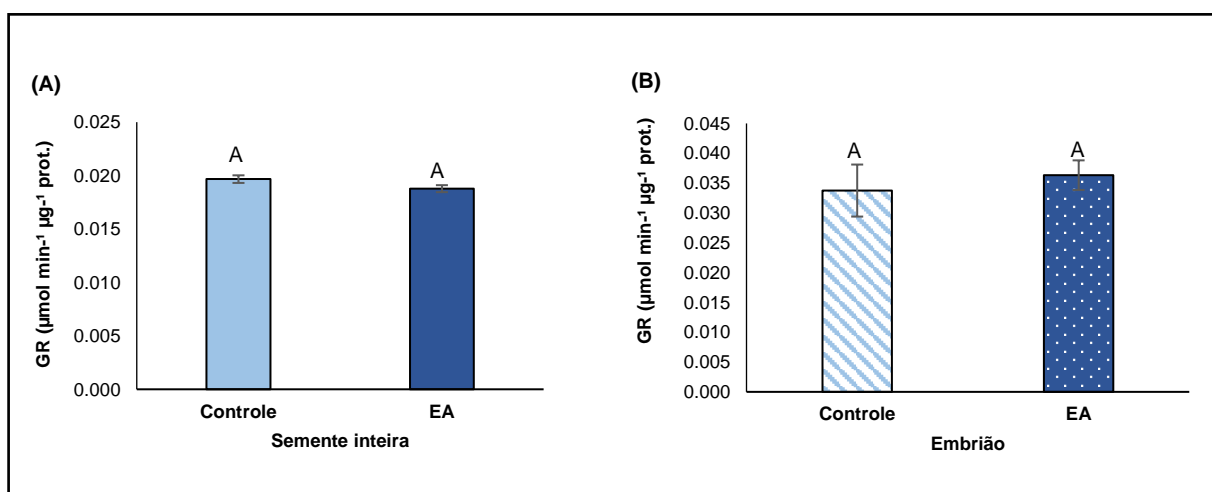 (A)
GR (µmol min-¹ µg-¹ prot.)
0.025
0.020
0.015
0.010
0.005
0.000
A
A
Controle
EA
Semente inteira
(B)
GR (µmol min-¹ µg-¹ prot.)
0.045
0.040
0.035
0.030
0.025
0.020
0.015
0.010
0.005
0.000
A
A
Controle
EA
Embrião